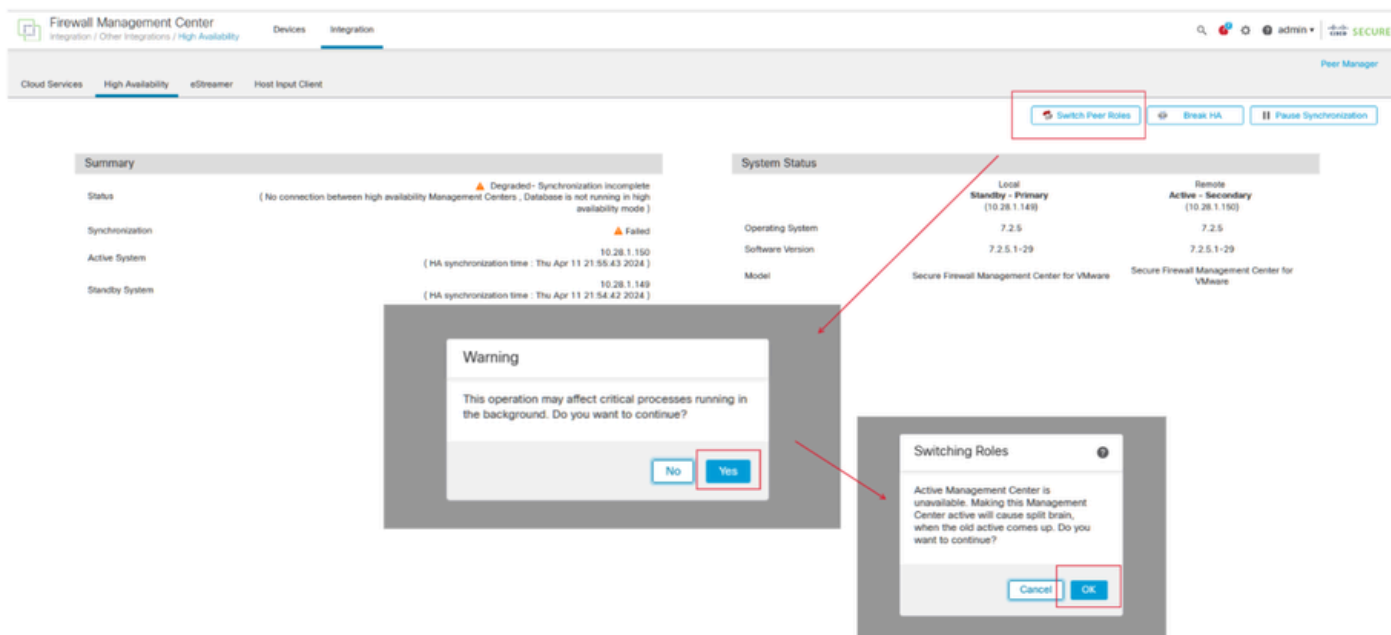 Firewall Management Center
Integration / Other Integrations / High Availability
Devices
Integration
admin
CISCO SECURE
Peer Manager
Cloud Services
High Availability
eStreamer
Host Input Client
Switch Peer Roles
Break HA
Pause Synchronization
Summary
Status
Degraded- Synchronization incomplete
( No connection between high availability Management Centers , Database is not running in high
availability mode )
Synchronization
Failed
Active System
10.28.1.150
( HA synchronization time : Thu Apr 11 21:55:43 2024 )
Standby System
10.28.1.149
( HA synchronization time : Thu Apr 11 21:54:42 2024 )
System Status
Local
Standby - Primary
(10.28.1.149)
Remote
Active - Secondary
(10.28.1.150)
Operating System
7.2.5
7.2.5
Software Version
7.2.5.1-29
7.2.5.1-29
Model
Secure Firewall Management Center for VMware
Secure Firewall Management Center for
VMware
Warning
This operation may affect critical processes running in
the background. Do you want to continue?
No
Yes
Switching Roles
Active Management Center is
unavailable. Making this Management
Center active will cause split brain,
when the old active comes up. Do you
want to continue?
Cancel
OK